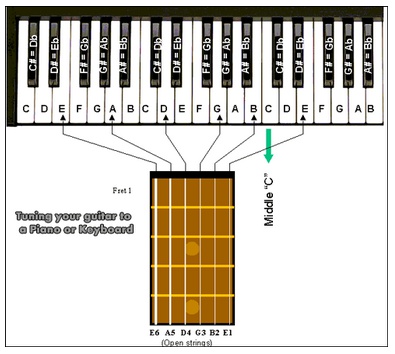 C# = Db
D# = Eb
F# = Gb
G# = Ab
A# = Bb
C# = Db
D# = Eb
F# = Gb
G# = Ab
A# = Bb
C# = Db
D# = Eb
F# = Gb
G# = Ab
A# = Bb
C D E F G A B C D E F G A B C D E F G A B
Middle "C"
Fret 1
Tuning your guitar to
a Piano or Keyboard
E6 A5 D4 G3 B2 E1
(Open strings)